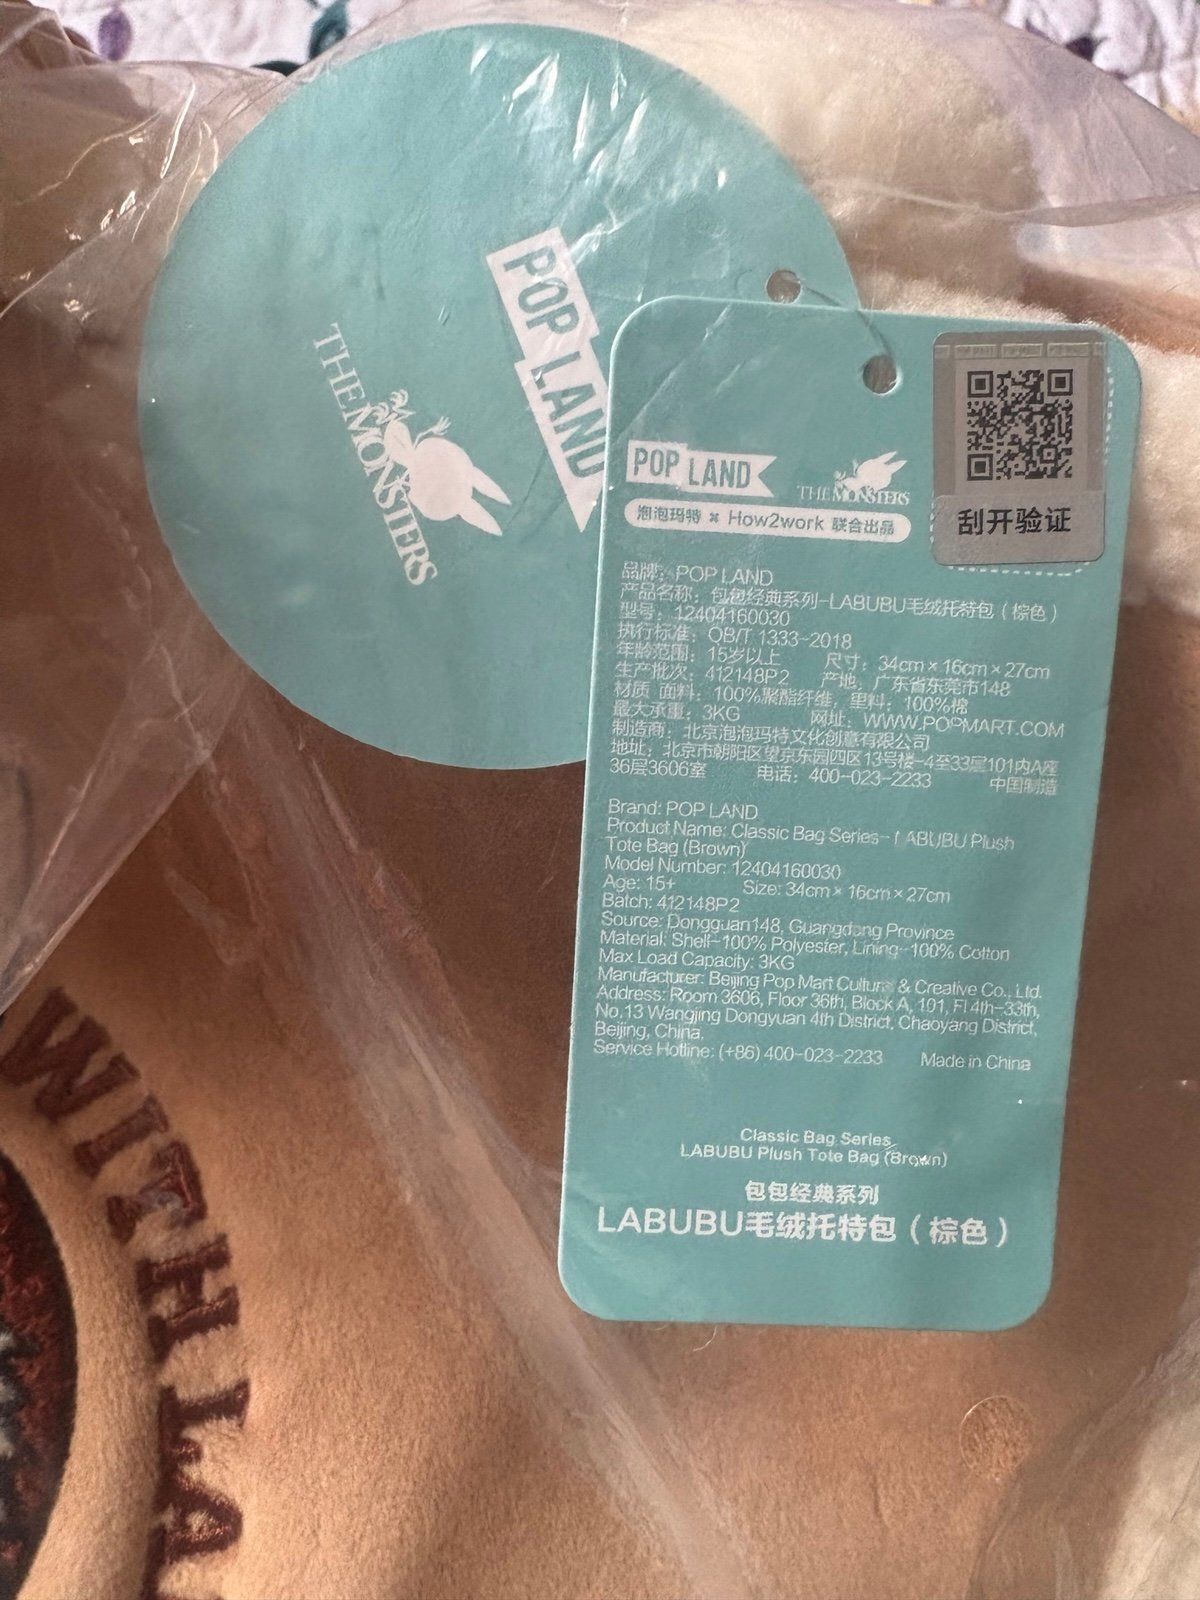 POP LAND
THE MONSTERS
POP LAND
THE MONSTERS
泡泡玛特 × How2work 联合出品
刮开验证
品牌：POP LAND
产品名称：包包经典系列-LABUBU毛绒托特包（棕色）
型号：12404160030
执行标准：QB/T 1333-2018
年龄范围：15岁以上 尺寸：34cm×16cm×27cm
生产批次：412148P2 产地：广东省东莞市148
材质 面料：100%聚酯纤维，里料：100%棉
最大承重：3KG 网址：WWW.POPMART.COM
制造商：北京泡泡玛特文化创意有限公司
地址：北京市朝阳区望京东园四区13号楼-4至33层101内A座
36层3606室 电话：400-023-2233 中国制造
Brand: POP LAND
Product Name: Classic Bag Series-LABUBU Plush
Tote Bag (Brown)
Model Number: 12404160030
Age: 15+ Size: 34cm×16cm×27cm
Batch: 412148P2
Source: Dongguan148, Guangdong Province
Material: Shell-100% Polyester, Lining-100% Cotton
Max Load Capacity: 3KG
Manufacturer: Beijing Pop Mart Cultural & Creative Co., Ltd.
Address: Room 3606, Floor 36th, Block A, 101, Fl 4th-33th,
No.13 Wangjing Dongyuan 4th District, Chaoyang District,
Beijing, China.
Service Hotline: (+86) 400-023-2233 Made in China
Classic Bag Series
LABUBU Plush Tote Bag (Brown)
包包经典系列
LABUBU毛绒托特包（棕色）
WITH LA